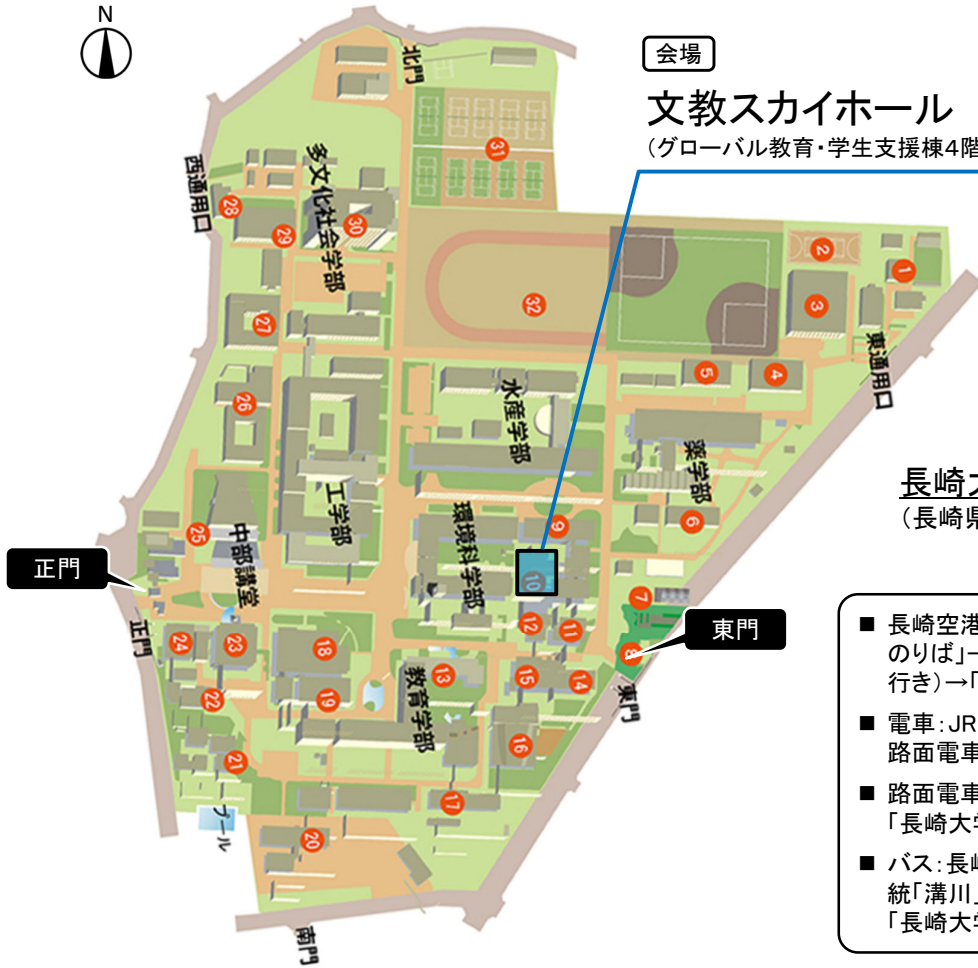 N
会場
文教スカイホール
(グローバル教育・学生支援棟4階
北門
西通用口
多文化社会学部
31
28
29
30
32
2
1
3
27
5
4
東通用口
26
水産学部
薬学部
工学部
長崎大
(長崎県
25
中部講堂
環境科学部
9
6
10
正門
正門
7
12
11
8
東門
東門
24
23
18
13
教育学部
15
14
22
19
16
21
17
プール
20
南門
■ 長崎空港
のりば」
行き)→「
■ 電車:JR
路面電車
■ 路面電車
「長崎大学
■ バス:長崎
統「溝川」
「長崎大学